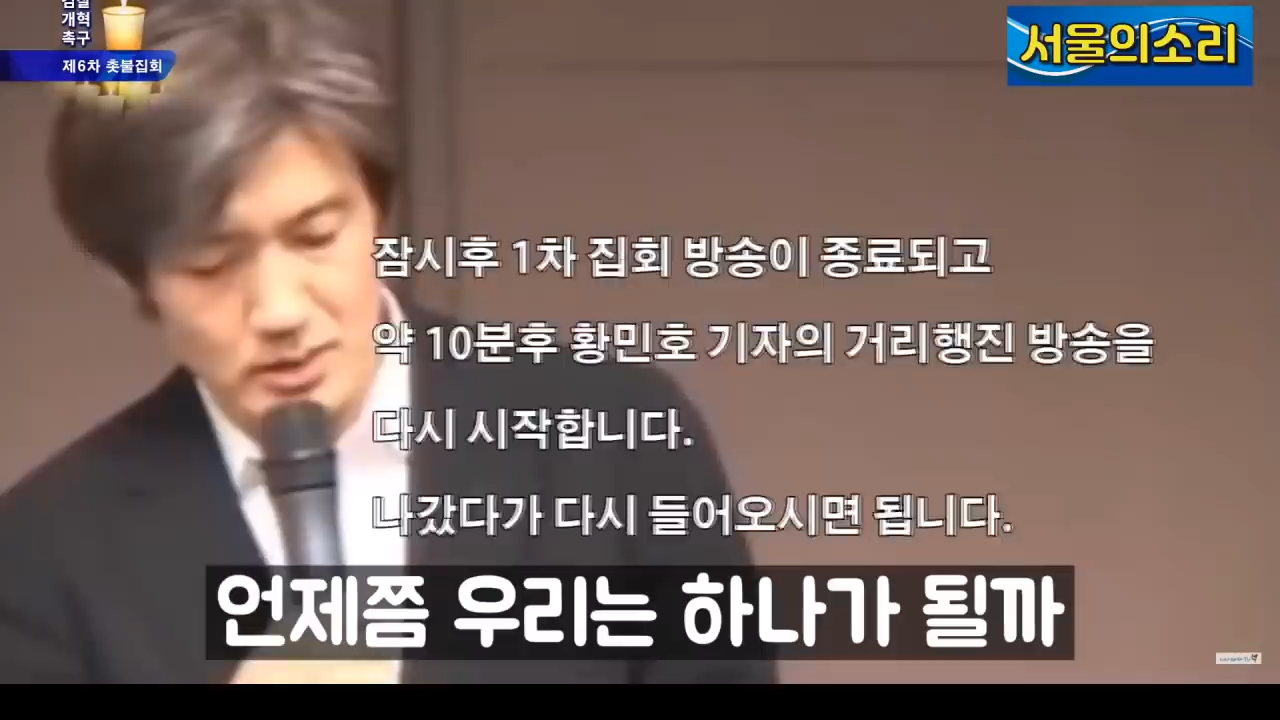 개혁
촉구
제6차 촛불집회
서울의소리
잠시후 1차 집회 방송이 종료되고
약 10분후 황민호 기자의 거리행진 방송을
다시 시작합니다.
나갔다가 다시 들어오시면 됩니다.
언제쯤 우리는 하나가 될까